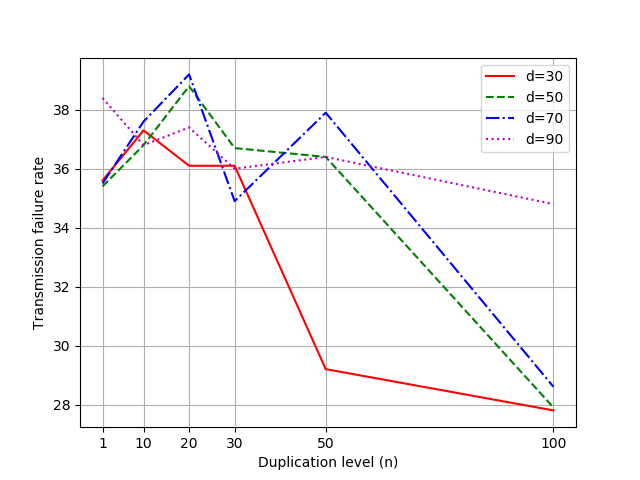 d=30
d=50
d=70
d=90
38
36
34
32
30
28
Transmission failure rate
1 10 20 30 50 100
Duplication level (n)